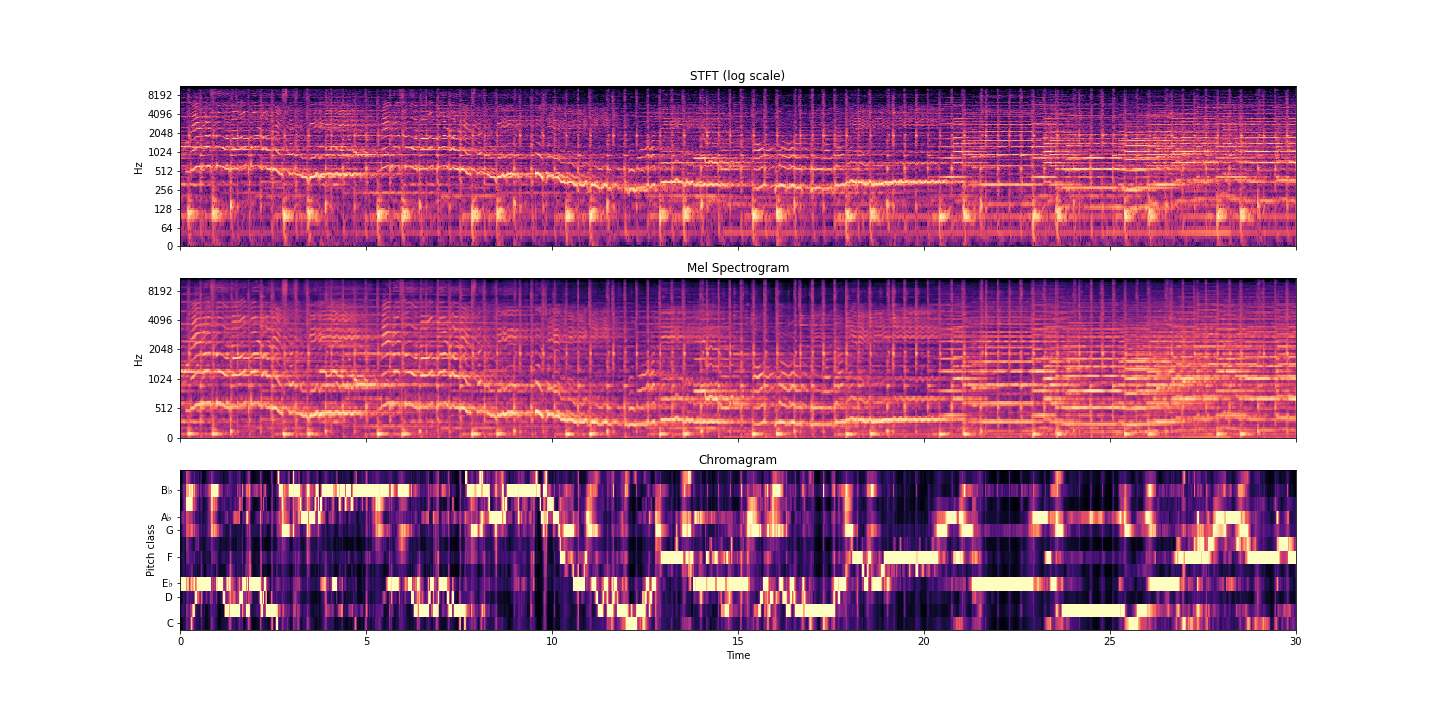 STFT (log scale)
8192
4096
2048
1024
512
256
128
64
0
Hz
Mel Spectrogram
8192
4096
2048
1024
512
0
Hz
Chromagram
B♭
A♭
G
F
E♭
D
C
Pitch class
0 5 10 15 20 25 30
Time